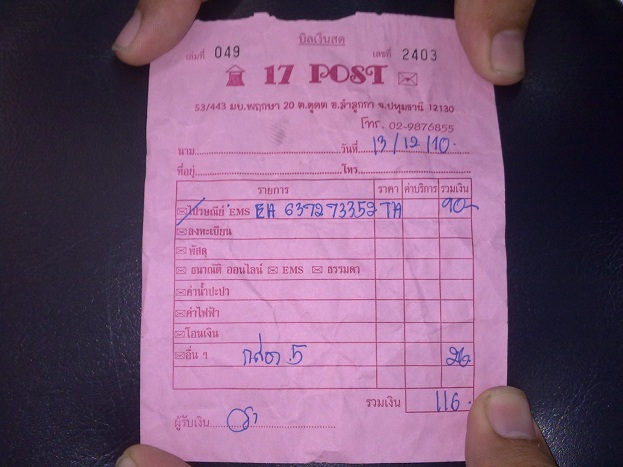 บิลเงินสด
เล่มที่ 049 เลขที่ 2403
17 POST
53/443 มบ.พฤกษา 20 ต.คูคต อ.ลำลูกกา จ.ปทุมธานี 12130
โทร. 02-9876855
นาม วันที่ 13/12/10.
ที่อยู่ โทร.
รายการ ราคา ค่าบริการ รวมเงิน
ไปรษณีย์ EMS EH 637273352 TH 90-
ลงทะเบียน
พัสดุ
ธนาณัติ ออนไลน์ EMS ธรรมดา
ค่าน้ำประปา
ค่าไฟฟ้า
โอนเงิน
อื่น ๆ 5 26
รวมเงิน 116.
ผู้รับเงิน